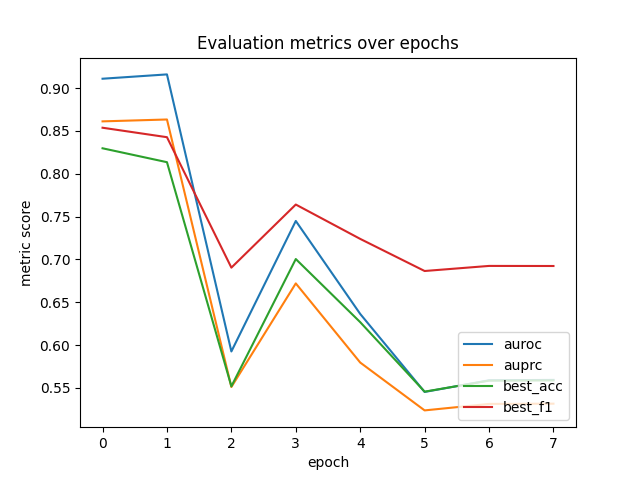 Evaluation metrics over epochs
metric score
0.90
0.85
0.80
0.75
0.70
0.65
0.60
0.55
auroc
auprc
best_acc
best_f1
0 1 2 3 4 5 6 7
epoch